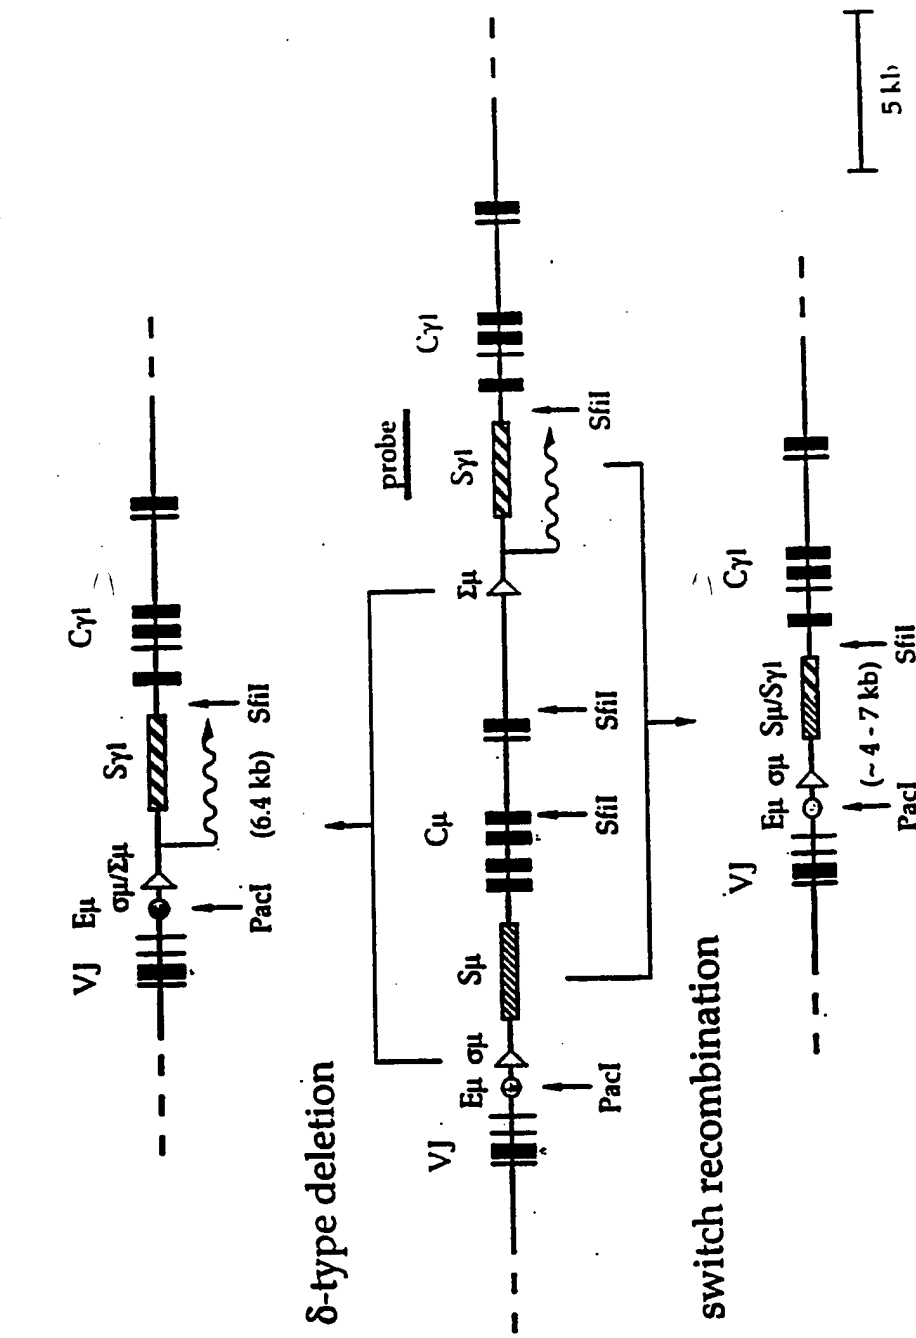 VJ Eμ σμ/Σμ Sγ1 Cγ1
PacI (6.4 kb) SfiI
δ-type deletion
probe
VJ Eμ σμ Sμ Cμ Σμ Sγ1 Cγ1
PacI SfiI SfiI SfiI
switch recombination
VJ Eμ σμ Sμ/Sγ1 Cγ1
PacI (~ 4 - 7 kb) SfiI
5 kb